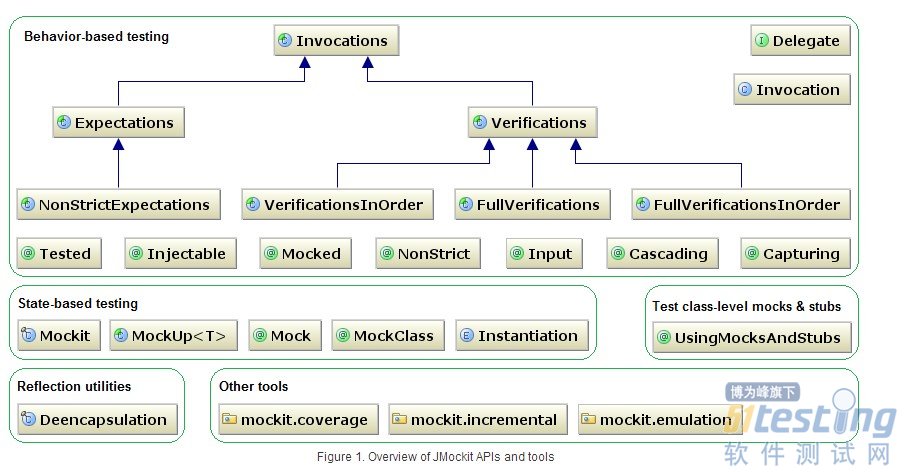 Behavior-based testing
Invocations
Delegate
Invocation
Expectations
Verifications
NonStrictExpectations
VerificationsInOrder
FullVerifications
FullVerificationsInOrder
Tested
Injectable
Mocked
NonStrict
Input
Cascading
Capturing
State-based testing
Test class-level mocks & stubs
Mockit
MockUp<T>
Mock
MockClass
Instantiation
UsingMocksAndStubs
Reflection utilities
Other tools
Deencapsulation
mockit.coverage
mockit.incremental
mockit.emulation
博为峰旗下
51testing
软件测试网
Figure 1. Overview of JMockit APIs and tools